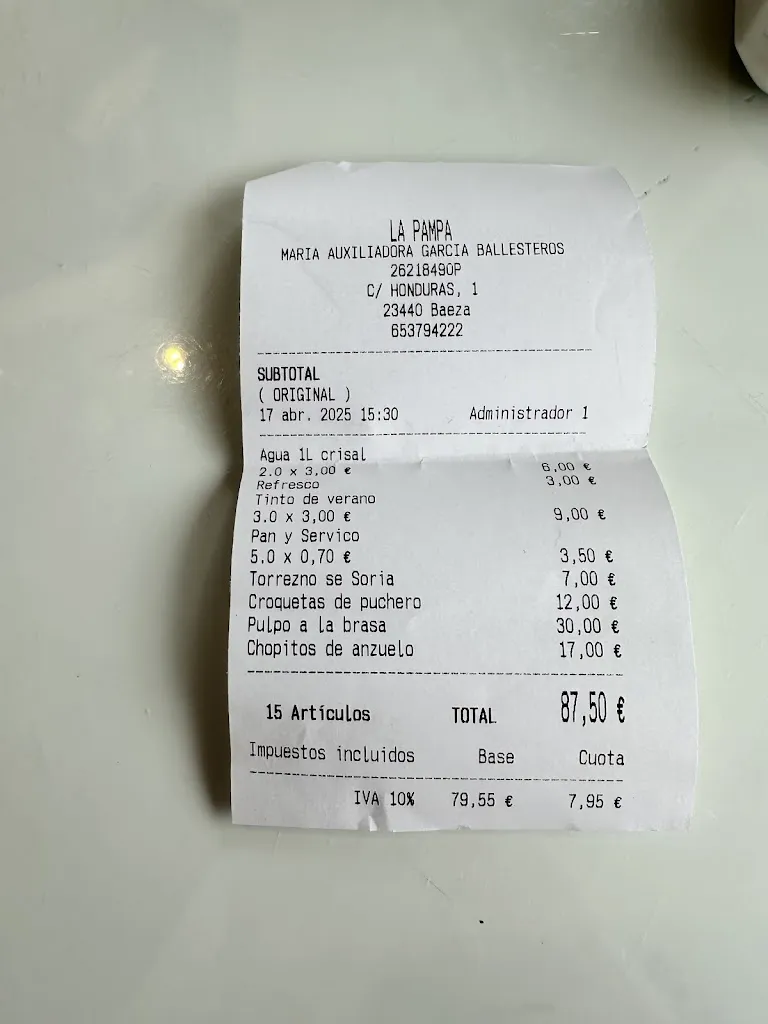 LA PAMPA
MARIA AUXILIADORA GARCIA BALLESTEROS
26218490P
C/ HONDURAS, 1
23440 Baeza
653794222
SUBTOTAL
( ORIGINAL )
17 abr. 2025 15:30 Administrador 1
Agua 1L crisal
2.0 x 3,00 € 6,00 €
Refresco 3,00 €
Tinto de verano
3.0 x 3,00 € 9,00 €
Pan y Servico
5.0 x 0,70 € 3,50 €
Torrezno se Soria 7,00 €
Croquetas de puchero 12,00 €
Pulpo a la brasa 30,00 €
Chopitos de anzuelo 17,00 €
15 Artículos TOTAL 87,50 €
Impuestos incluidos Base Cuota
IVA 10% 79,55 € 7,95 €